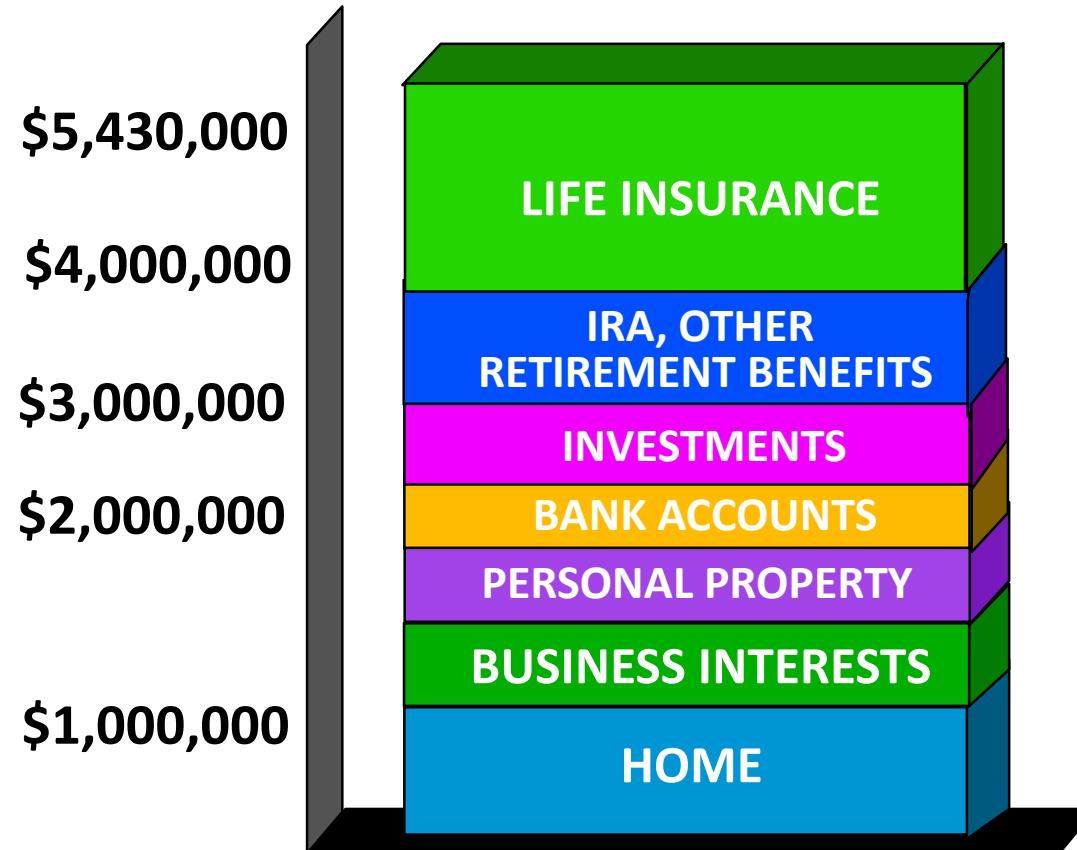 $5,430,000
LIFE INSURANCE
$4,000,000
IRA, OTHER
RETIREMENT BENEFITS
$3,000,000
INVESTMENTS
$2,000,000
BANK ACCOUNTS
PERSONAL PROPERTY
BUSINESS INTERESTS
$1,000,000
HOME